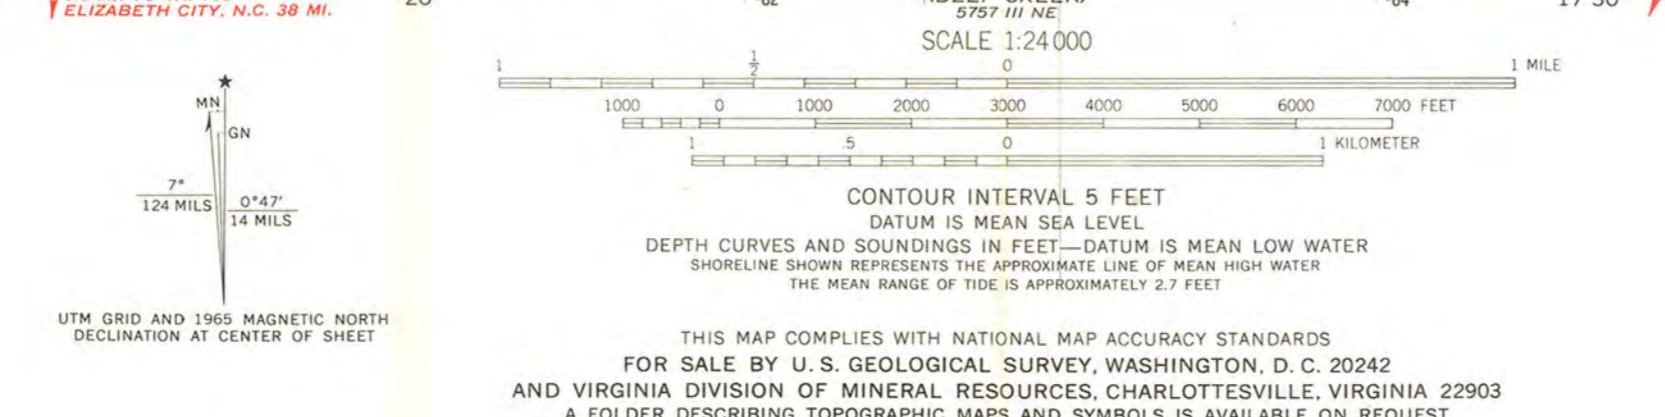 ELIZABETH CITY, N.C. 38 MI.
5757 III NE
SCALE 1:24 000
1 ½ 0 1 MILE
1000 0 1000 2000 3000 4000 5000 6000 7000 FEET
1 .5 0 1 KILOMETER
MN
GN
7°
124 MILS
0°47'
14 MILS
UTM GRID AND 1965 MAGNETIC NORTH
DECLINATION AT CENTER OF SHEET
CONTOUR INTERVAL 5 FEET
DATUM IS MEAN SEA LEVEL
DEPTH CURVES AND SOUNDINGS IN FEET—DATUM IS MEAN LOW WATER
SHORELINE SHOWN REPRESENTS THE APPROXIMATE LINE OF MEAN HIGH WATER
THE MEAN RANGE OF TIDE IS APPROXIMATELY 2.7 FEET
THIS MAP COMPLIES WITH NATIONAL MAP ACCURACY STANDARDS
FOR SALE BY U. S. GEOLOGICAL SURVEY, WASHINGTON, D. C. 20242
AND VIRGINIA DIVISION OF MINERAL RESOURCES, CHARLOTTESVILLE, VIRGINIA 22903
A FOLDER DESCRIBING TOPOGRAPHIC MAPS AND SYMBOLS IS AVAILABLE ON REQUEST